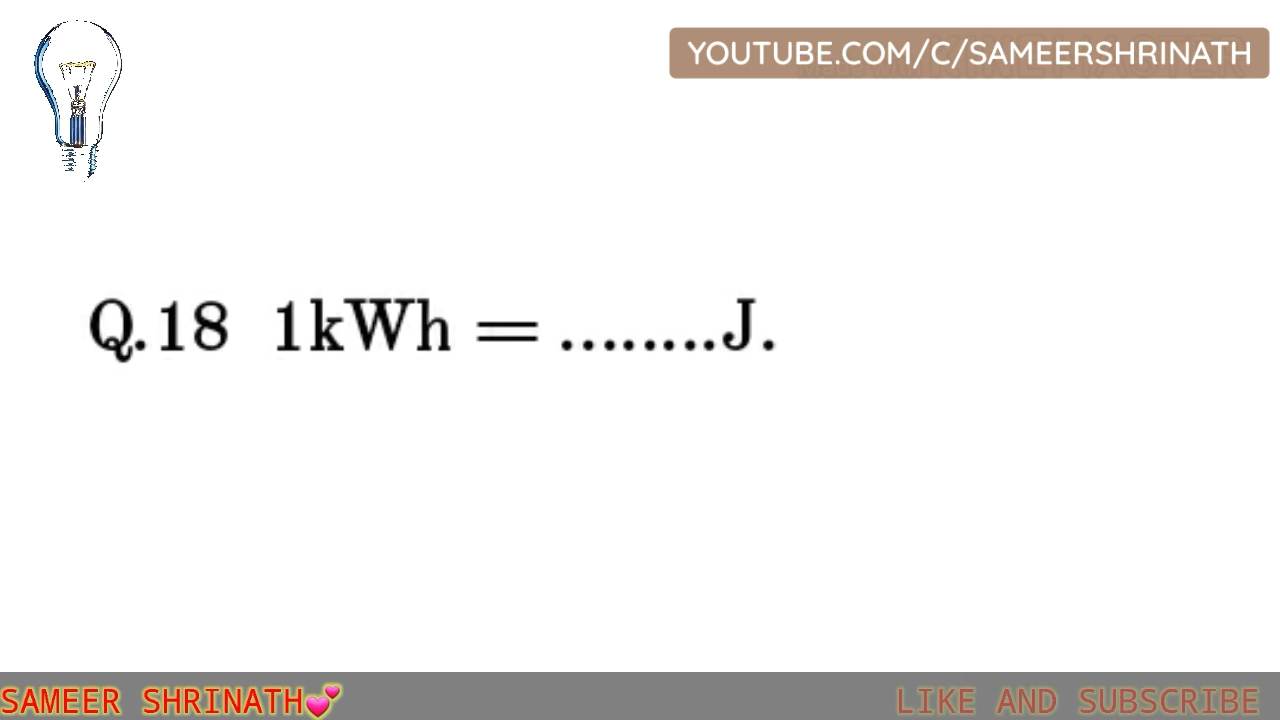 YOUTUBE.COM/C/SAMEERSHRINATH
Q.18 1kWh = ........J.
SAMEER SHRINATH💕
LIKE AND SUBSCRIBE